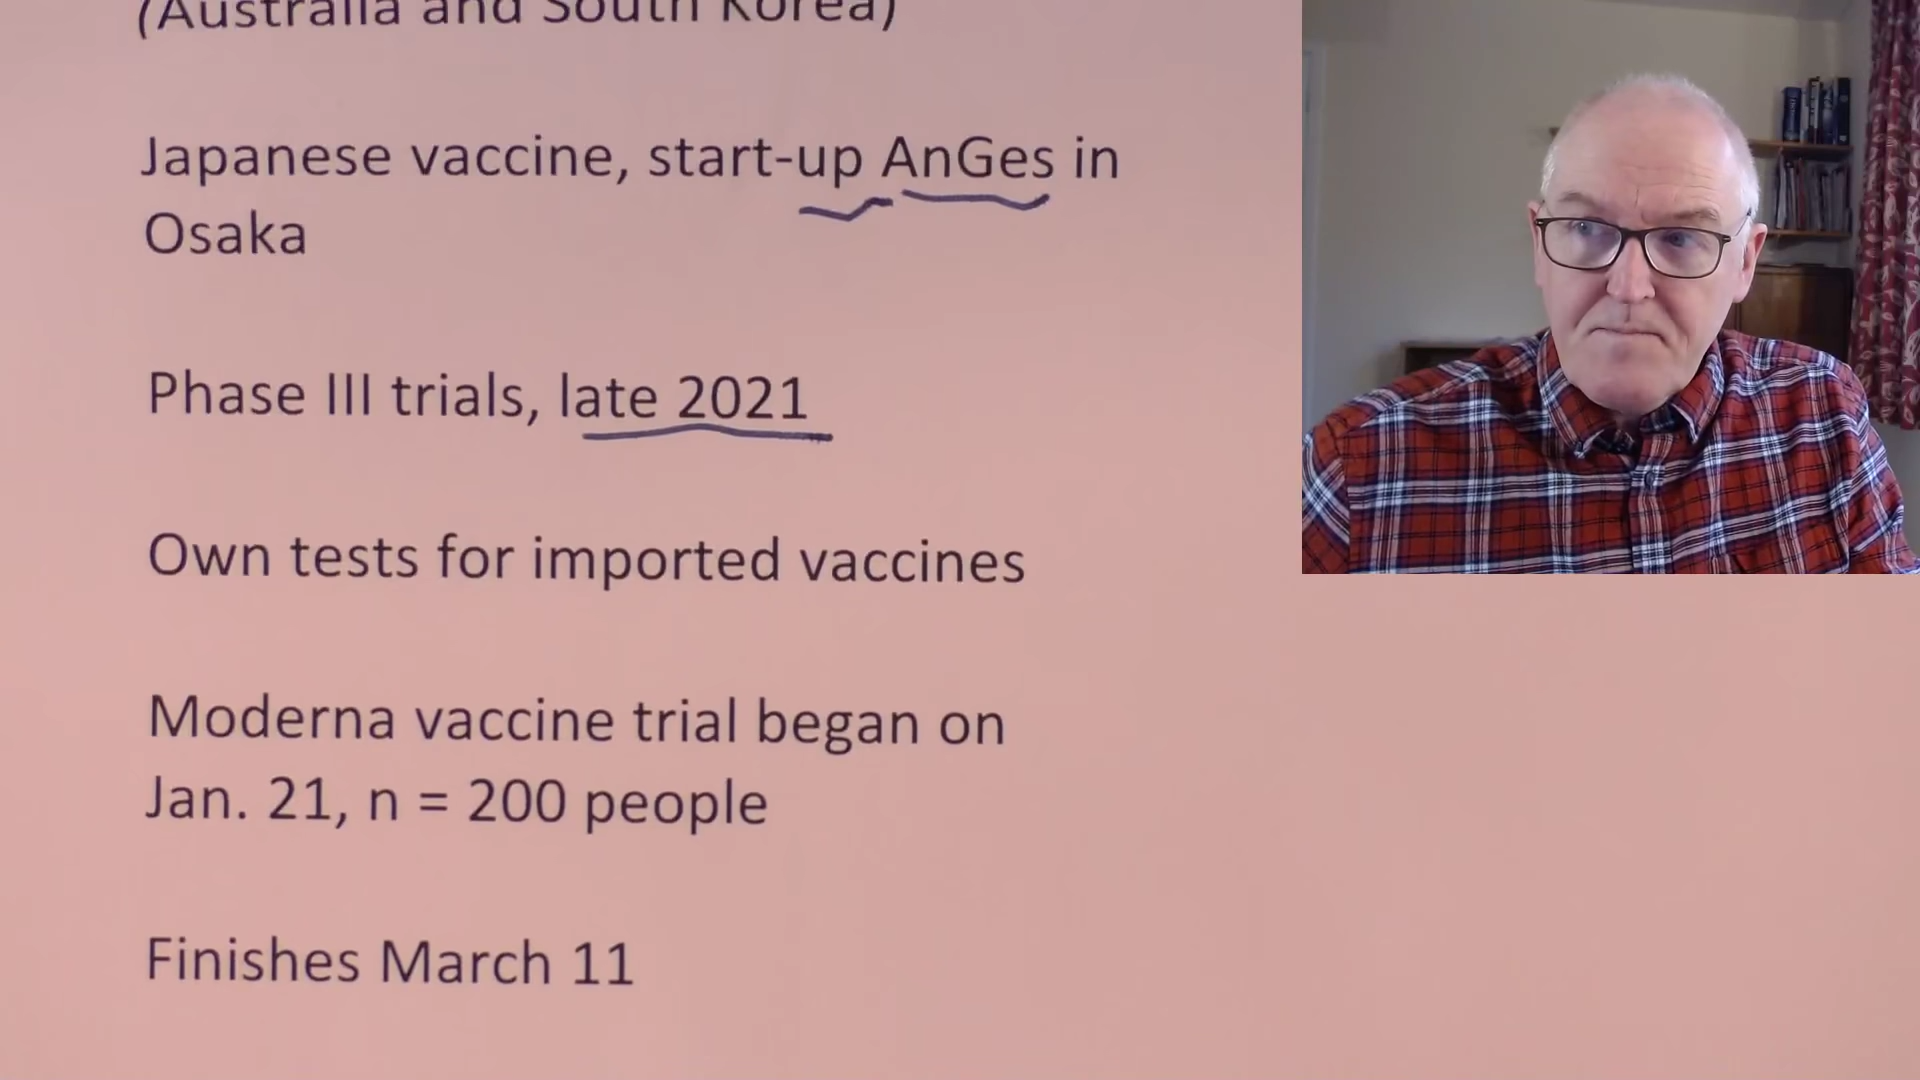 (Australia and South Korea)
Japanese vaccine, start-up AnGes in
Osaka
Phase III trials, late 2021
Own tests for imported vaccines
Moderna vaccine trial began on
Jan. 21, n = 200 people
Finishes March 11